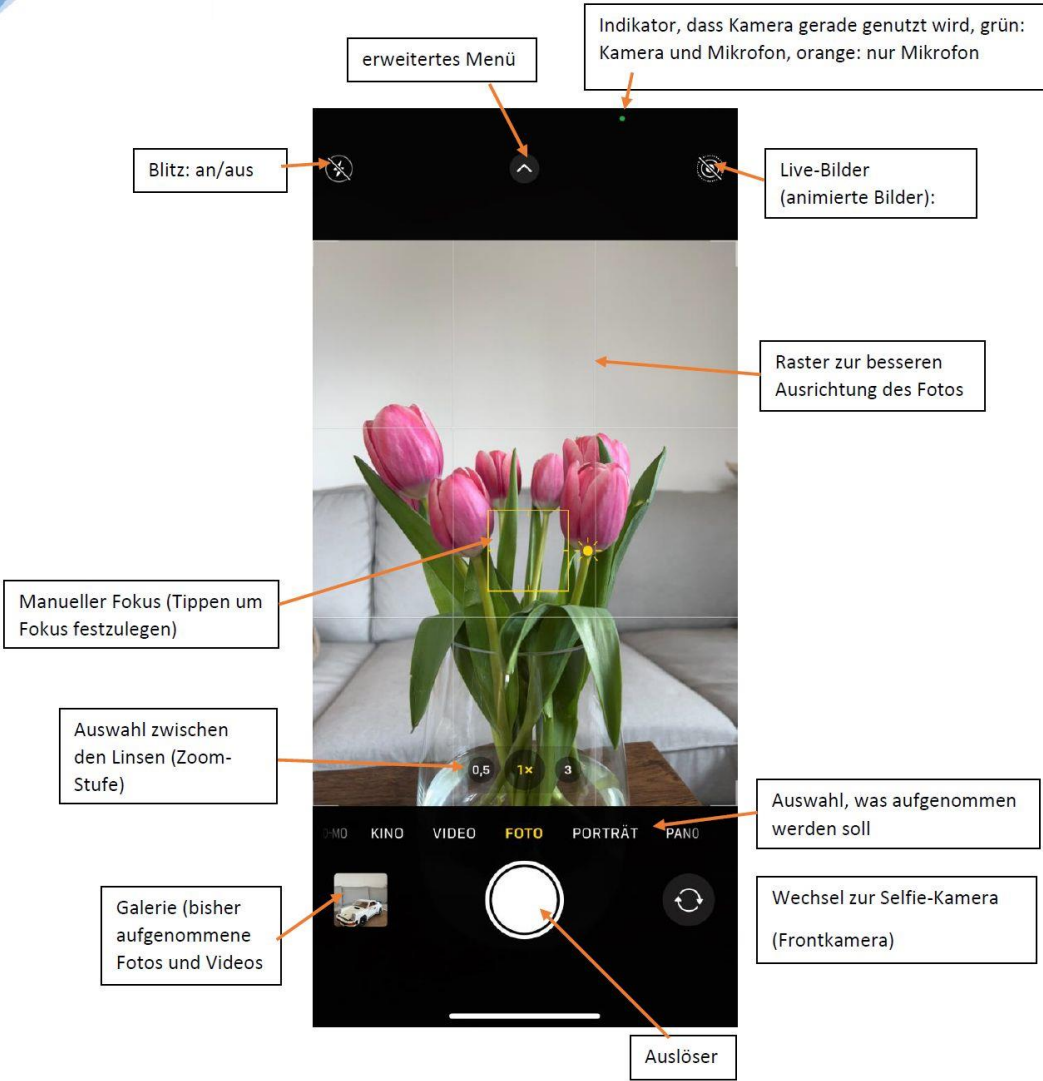 Indikator, dass Kamera gerade genutzt wird, grün:
Kamera und Mikrofon, orange: nur Mikrofon
erweitertes Menü
Blitz: an/aus
Live-Bilder
(animierte Bilder):
Raster zur besseren
Ausrichtung des Fotos
Manueller Fokus (Tippen um
Fokus festzulegen)
Auswahl zwischen
den Linsen (Zoom-
Stufe)
0,5 1× 3
Auswahl, was aufgenommen
werden soll
O-MO KINO VIDEO FOTO PORTRÄT PANO
Galerie (bisher
aufgenommene
Fotos und Videos
Wechsel zur Selfie-Kamera
(Frontkamera)
Auslöser